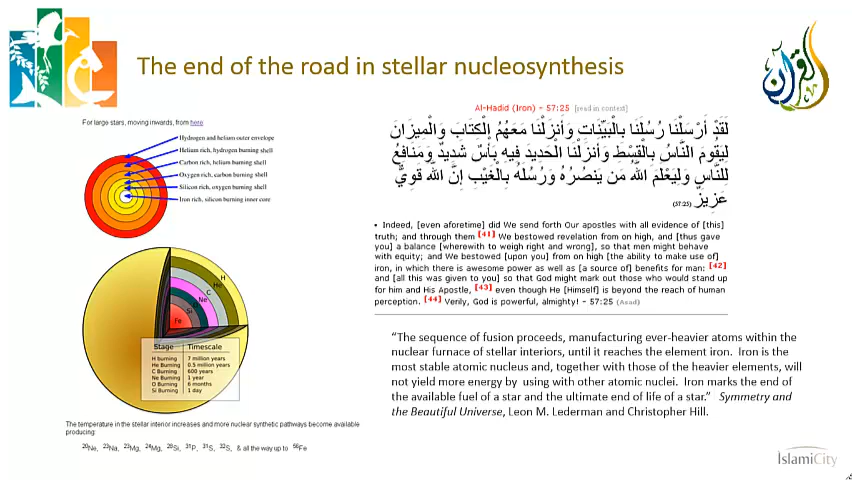 The end of the road in stellar nucleosynthesis
For large stars, moving inwards, from here:
Hydrogen and helium outer envelope
Helium rich, hydrogen burning shell
Carbon rich, helium burning shell
Oxygen rich, carbon burning shell
Silicon rich, oxygen burning shell
Iron rich, silicon burning inner core
H
He
C
Ne
Si
Fe
Stage Timescale
H burning 7 million years
He Burning 0.5 million years
C Burning 600 years
Ne Burning 1 year
O Burning 6 months
Si Burning 1 day
The temperature in the stellar interior increases and more nuclear synthetic pathways become available
producing:
²⁰Ne, ²³Na, ²³Mg, ²⁴Mg, ²⁸Si, ³¹P, ³¹S, ³²S, & all the way up to ⁵⁶Fe
القرآن
Al-Hadid (Iron) - 57:25 [read in context]
لَقَدْ أَرْسَلْنَا رُسُلَنَا بِالْبَيِّنَاتِ وَأَنزَلْنَا مَعَهُمُ الْكِتَابَ وَالْمِيزَانَ
لِيَقُومَ النَّاسُ بِالْقِسْطِ وَأَنزَلْنَا الْحَدِيدَ فِيهِ بَأْسٌ شَدِيدٌ وَمَنَافِعُ
لِلنَّاسِ وَلِيَعْلَمَ اللَّهُ مَن يَنصُرُهُ وَرُسُلَهُ بِالْغَيْبِ إِنَّ اللَّهَ قَوِيٌّ
عَزِيزٌ (57:25)
• Indeed, [even aforetime] did We send forth Our apostles with all evidence of [this]
truth; and through them [41] We bestowed revelation from on high, and [thus gave
you] a balance [wherewith to weigh right and wrong], so that men might behave
with equity; and We bestowed [upon you] from on high [the ability to make use of]
iron, in which there is awesome power as well as [a source of] benefits for man: [42]
and [all this was given to you] so that God might mark out those who would stand up
for him and His Apostle, [43] even though He [Himself] is beyond the reach of human
perception. [44] Verily, God is powerful, almighty! - 57:25 (Asad)
“The sequence of fusion proceeds, manufacturing ever-heavier atoms within the
nuclear furnace of stellar interiors, until it reaches the element iron. Iron is the
most stable atomic nucleus and, together with those of the heavier elements, will
not yield more energy by using with other atomic nuclei. Iron marks the end of
the available fuel of a star and the ultimate end of life of a star.” Symmetry and
the Beautiful Universe, Leon M. Lederman and Christopher Hill.
IslamiCity